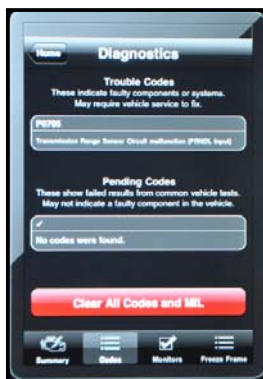 Home
Diagnostics
Trouble Codes
These indicate faulty components or systems.
May require vehicle service to fix.
P0705
Transmission Range Sensor Circuit malfunction (PRNDL Input)
Pending Codes
These show failed results from common vehicle tests.
May not indicate a faulty component in the vehicle.
✓
No codes were found.
Clear All Codes and MIL
Summary
Codes
Monitors
Freeze Frame